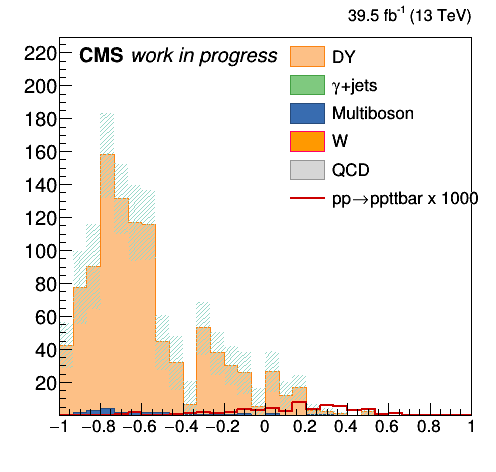 39.5 fb⁻¹ (13 TeV)
CMS work in progress
DY
γ+jets
Multiboson
W
QCD
pp→ppttbar x 1000
220
200
180
160
140
120
100
80
60
40
20
−1 −0.8 −0.6 −0.4 −0.2 0 0.2 0.4 0.6 0.8 1